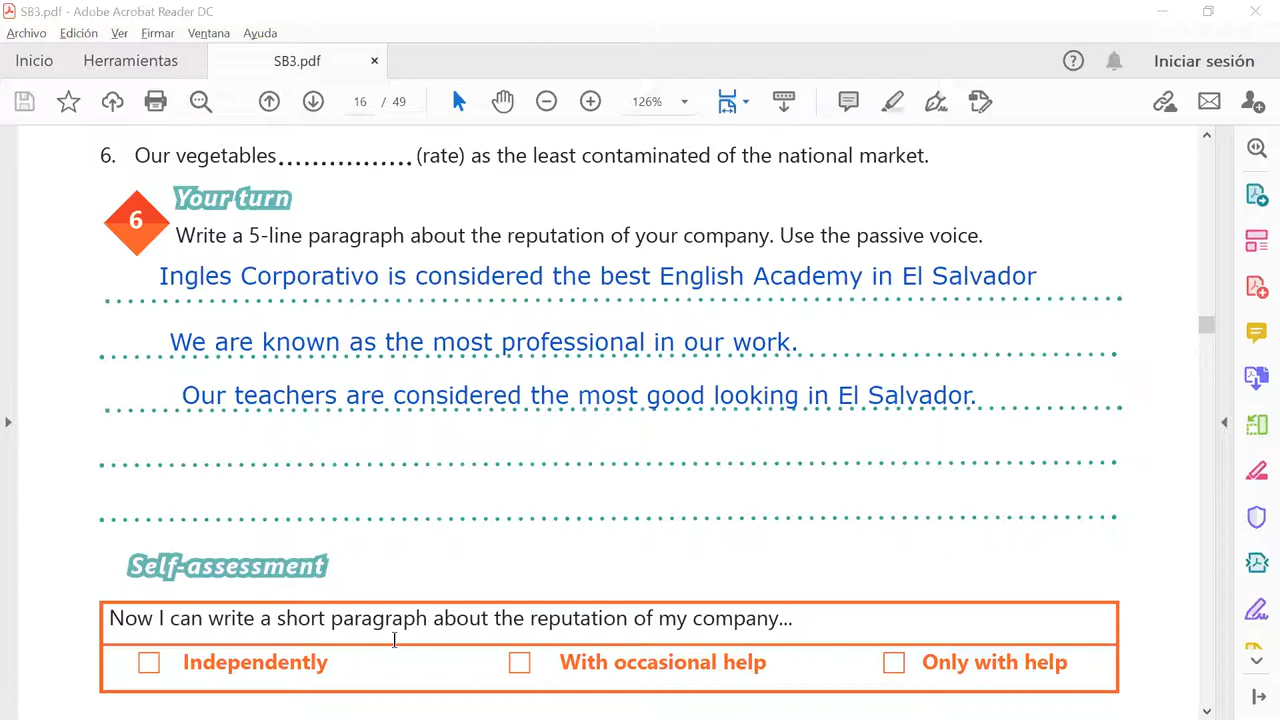 SB3.pdf - Adobe Acrobat Reader DC
Archivo Edición Ver Firmar Ventana Ayuda
Inicio Herramientas SB3.pdf × Iniciar sesión
16 / 49 126%
6. Our vegetables................(rate) as the least contaminated of the national market.
Your turn
6
Write a 5-line paragraph about the reputation of your company. Use the passive voice.
Ingles Corporativo is considered the best English Academy in El Salvador
We are known as the most professional in our work.
Our teachers are considered the most good looking in El Salvador.
Self-assessment
Now I can write a short paragraph about the reputation of my company...
Independently With occasional help Only with help